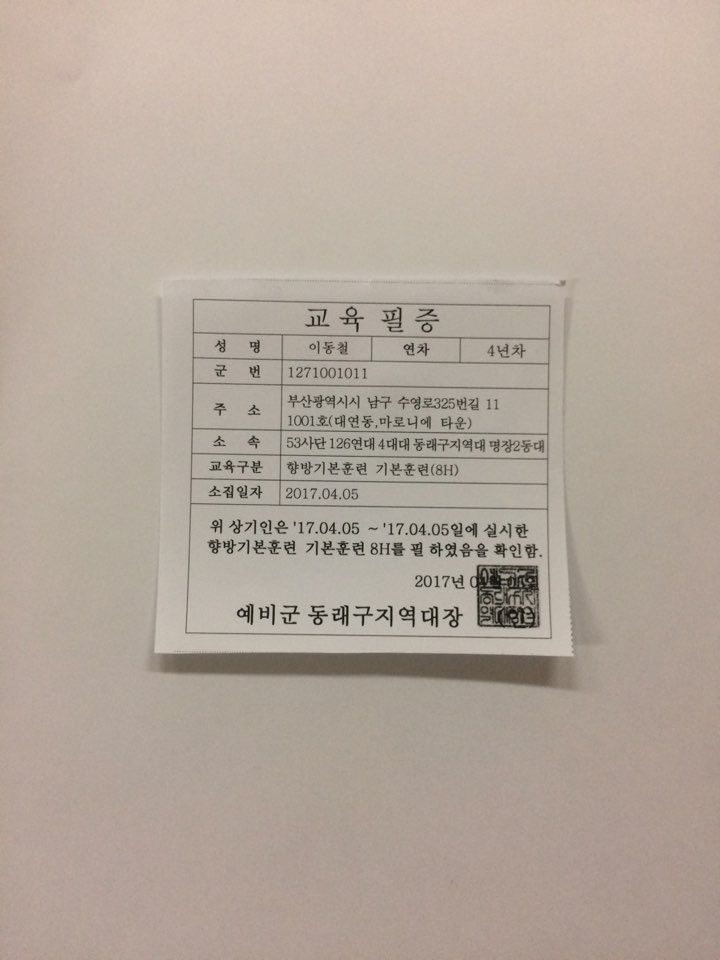 교육 필증
성 명 이동철 연차 4년차
군 번 1271001011
주 소 부산광역시시 남구 수영로325번길 11
1001호(대연동,마로니에 타운)
소 속 53사단 126연대 4대대 동래구지역대 명장2동대
교육구분 향방기본훈련 기본훈련(8H)
소집일자 2017.04.05
위 상기인은 '17.04.05 ~ '17.04.05일에 실시한
향방기본훈련 기본훈련 8H를 필 하였음을 확인함.
2017년
예비군 동래구지역대장